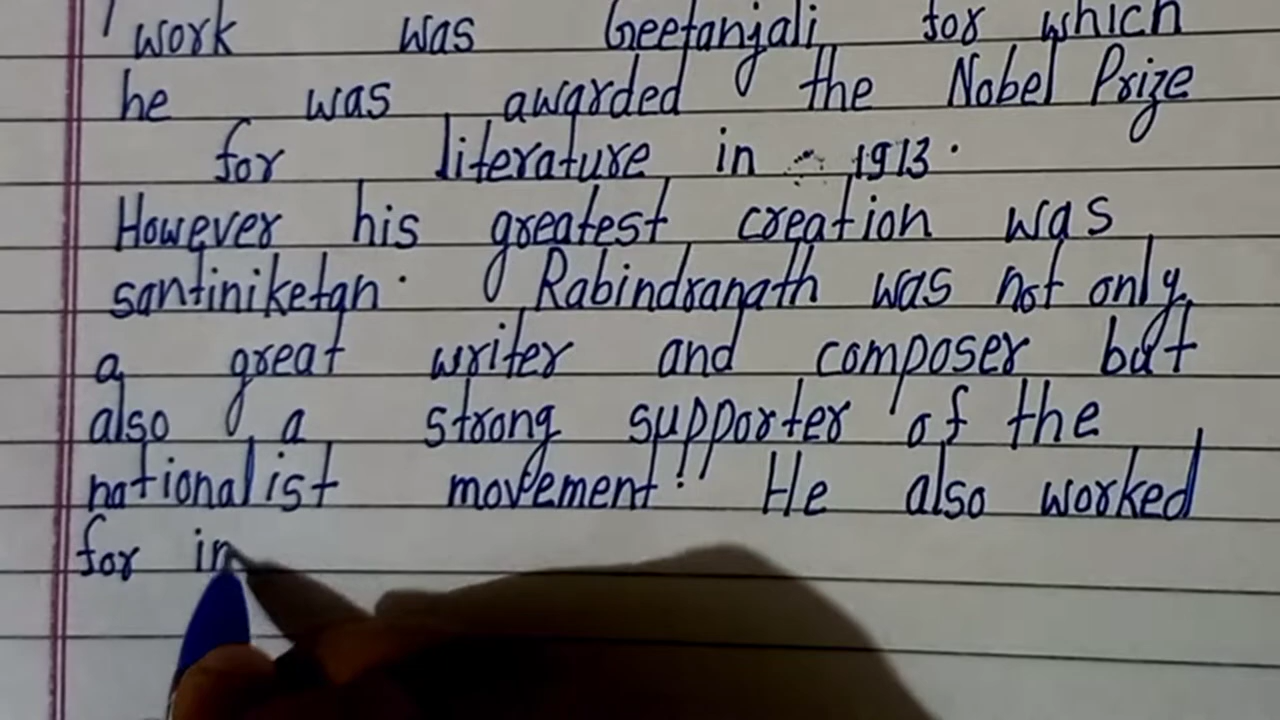 work was Geetanjali for which
he was awarded the Nobel Prize
for literature in 1913.
However his greatest creation was
santiniketan. Rabindranath was not only
a great writer and composer but
also a strong supporter of the
nationalist movement. He also worked
for in